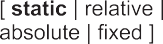 [ static | relative |
absolute | fixed ]